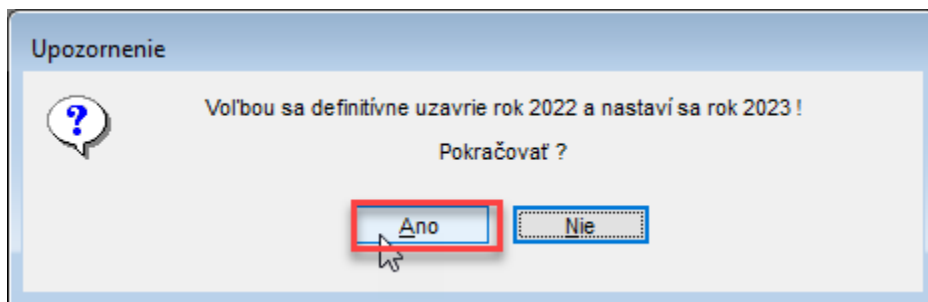 Upozornenie
Voľbou sa definitívne uzavrie rok 2022 a nastaví sa rok 2023 !
Pokračovať ?
Ano
Nie